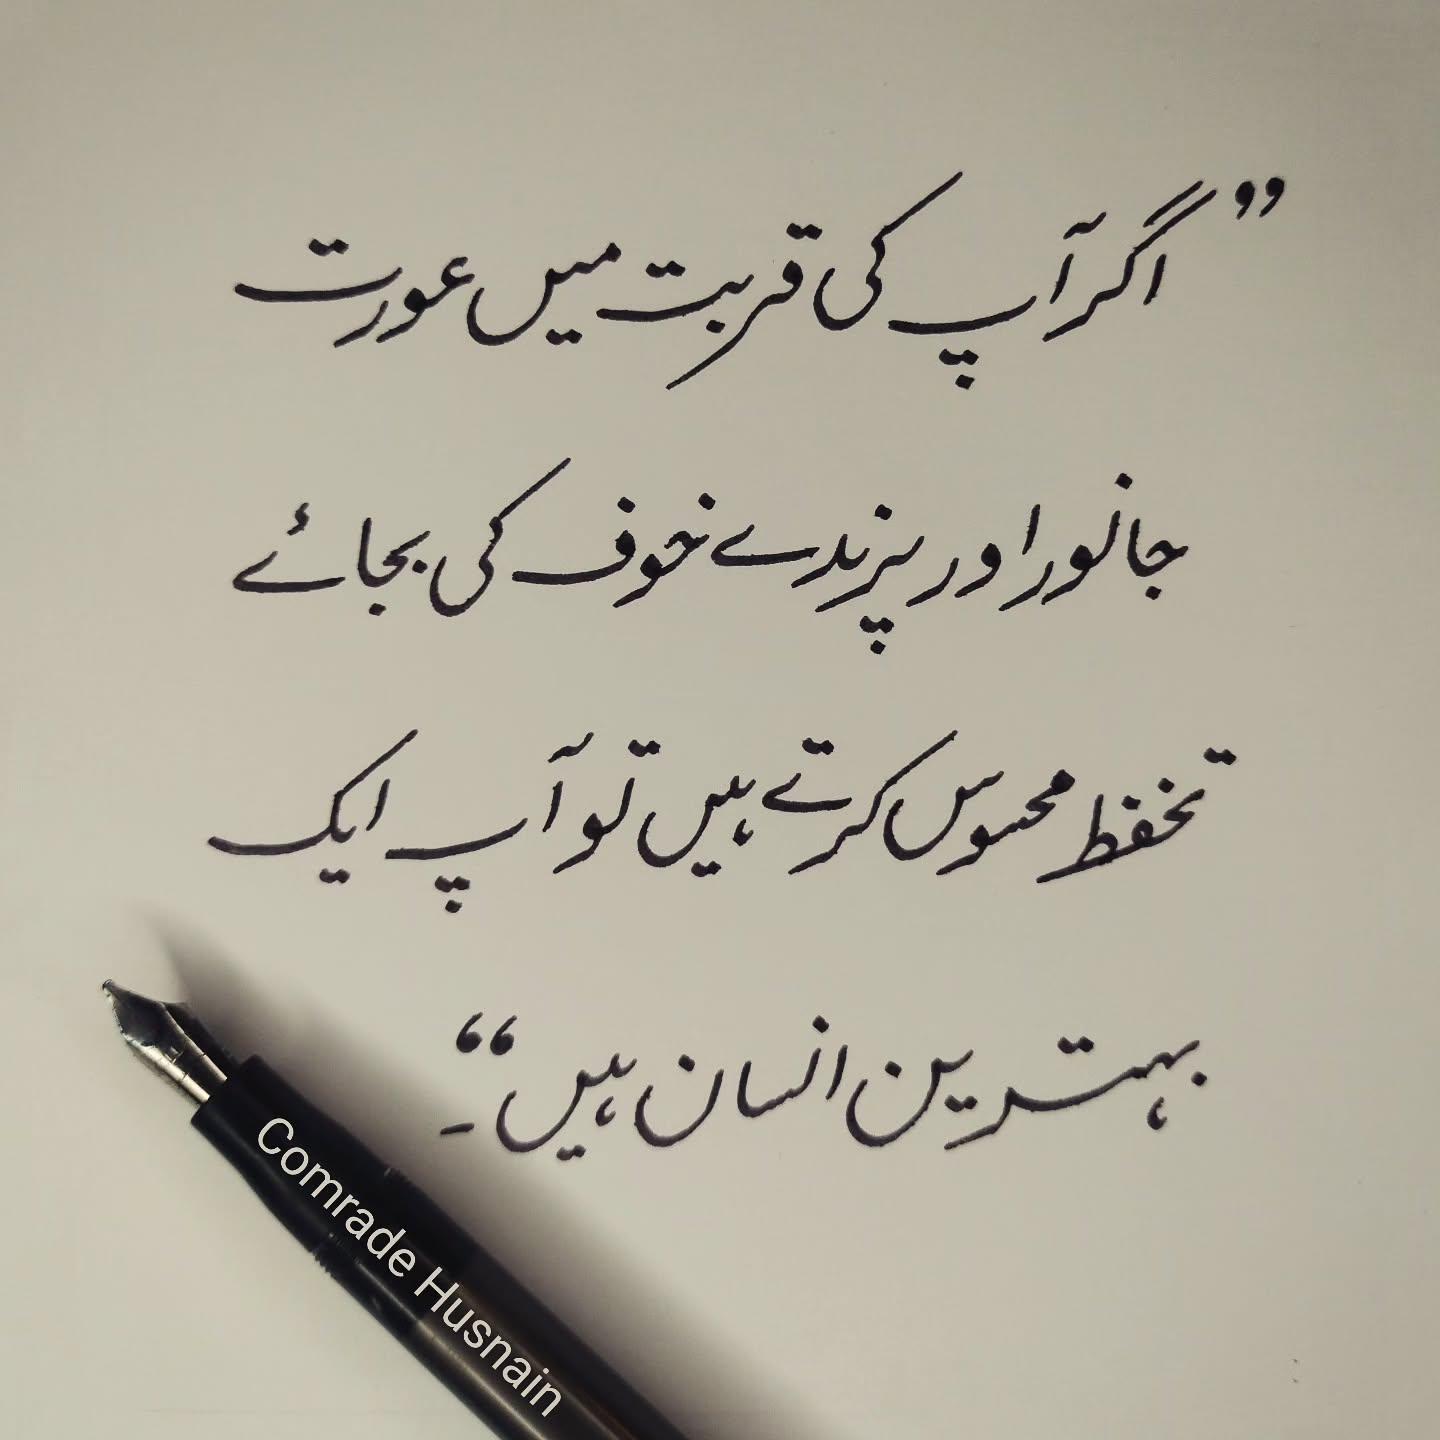 ”اگر آپ کی قربت میں عورت
جانور اور پرندے خوف کی بجائے
تحفظ محسوس کرتے ہیں تو آپ ایک
بہترین انسان ہیں“۔
Comrade Husnain